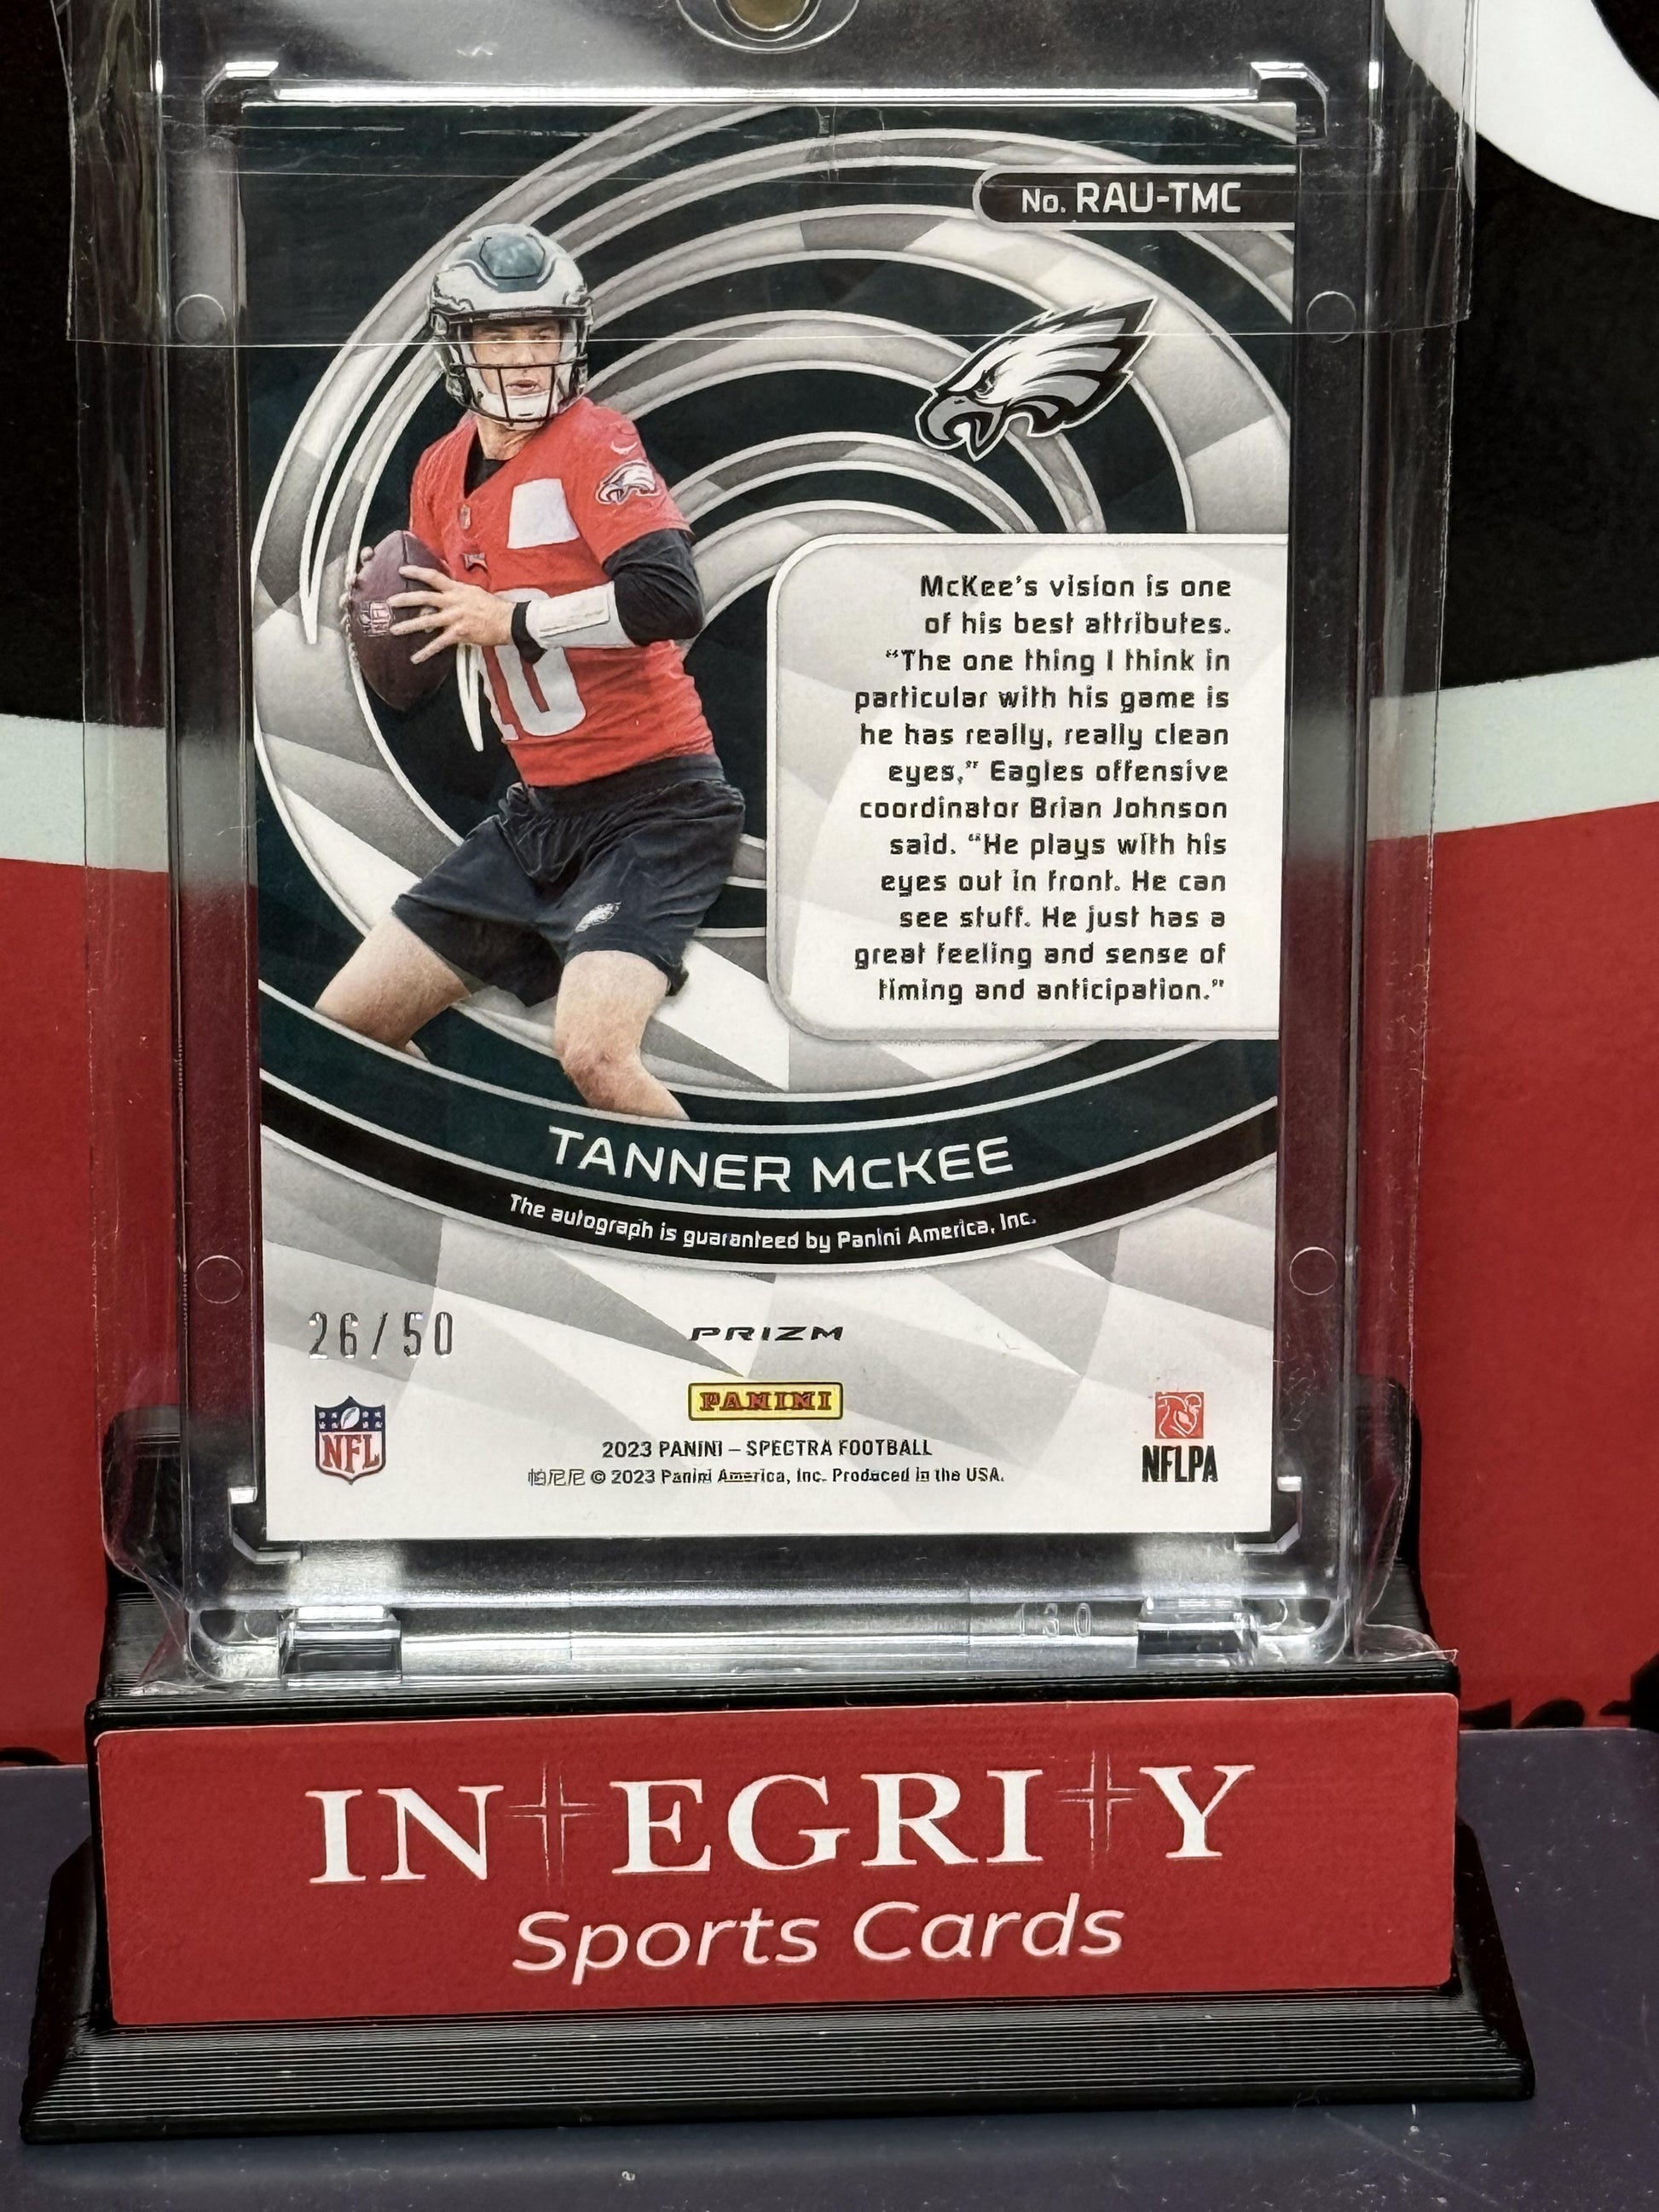 No. RAU-TMC
McKee's vision is one
of his best attributes.
“The one thing I think in
particular with his game is
he has really, really clean
eyes,” Eagles offensive
coordinator Brian Johnson
said. “He plays with his
eyes out in front. He can
see stuff. He just has a
great feeling and sense of
timing and anticipation.”
10
TANNER McKEE
The autograph is guaranteed by Panini America, Inc.
26/50
PRIZM
PANINI
NFL
NFLPA
2023 PANINI – SPECTRA FOOTBALL
帕尼尼 © 2023 Panini America, Inc. Produced in the USA.
130
INTEGRITY
Sports Cards